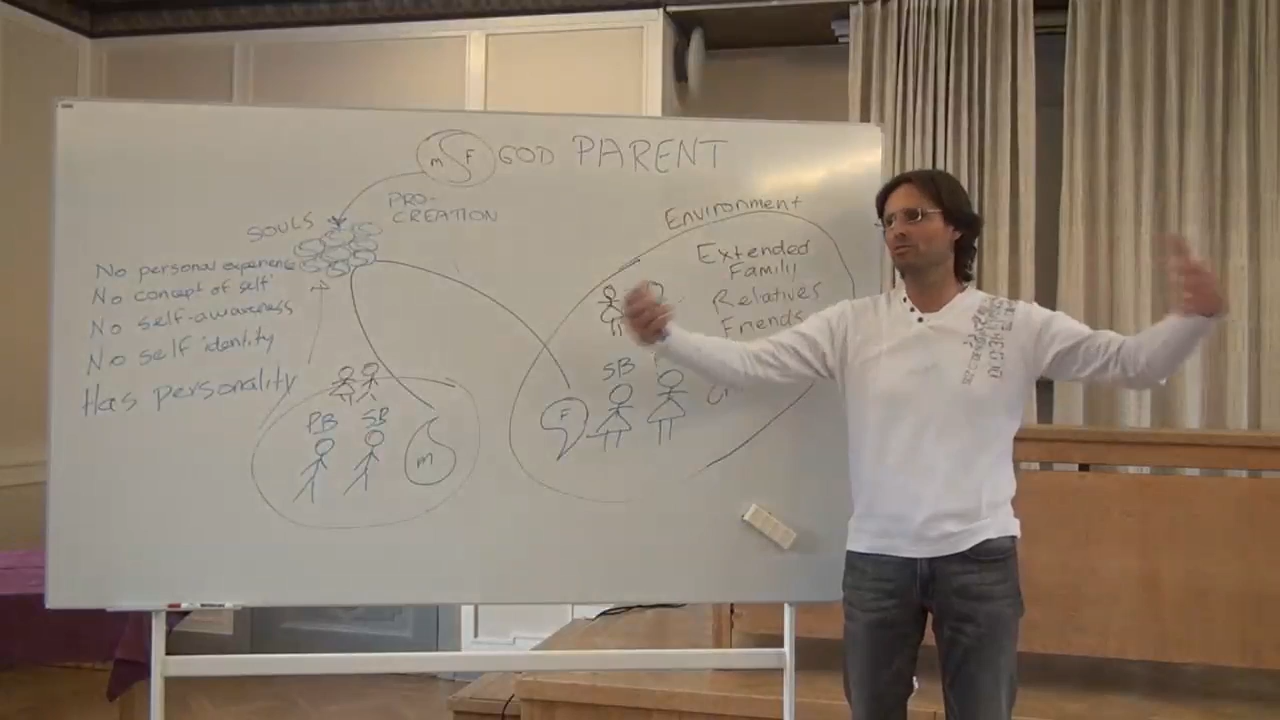 m F GOD PARENT
PRO-
CREATION
SOULS
No personal experience
No concept of self
No self-awareness
No self identity
Has personality
Environment
Extended
Family
Relatives
Friends
PB SB
m
SB
F